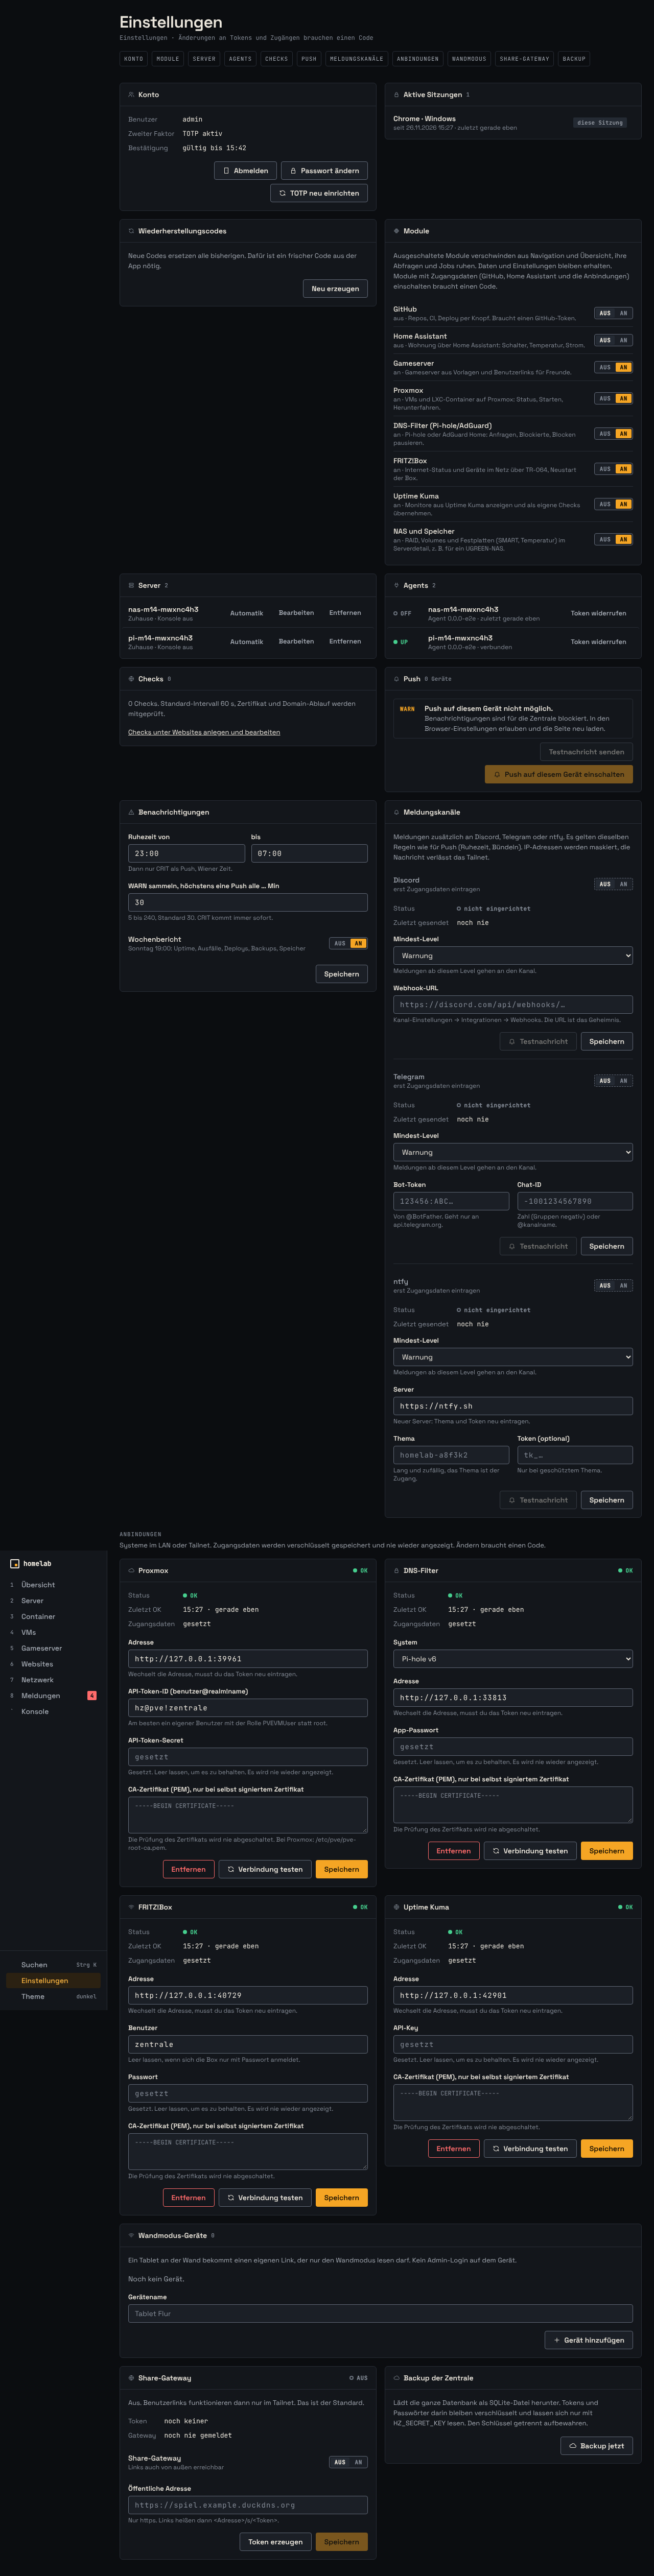 Einstellungen
Einstellungen · Änderungen an Tokens und Zugängen brauchen einen Code
KONTO MODULE SERVER AGENTS CHECKS PUSH MELDUNGSKANÄLE ANBINDUNGEN WANDMODUS SHARE-GATEWAY BACKUP
Konto
Benutzer admin
Zweiter Faktor TOTP aktiv
Bestätigung gültig bis 15:42
Abmelden Passwort ändern
TOTP neu einrichten
Aktive Sitzungen 1
Chrome · Windows
seit 26.11.2026 15:27 · zuletzt gerade eben
diese Sitzung
Wiederherstellungscodes
Neue Codes ersetzen alle bisherigen. Dafür ist ein frischer Code aus der
App nötig.
Neu erzeugen
Module
Ausgeschaltete Module verschwinden aus Navigation und Übersicht, ihre
Abfragen und Jobs ruhen. Daten und Einstellungen bleiben erhalten.
Module mit Zugangsdaten (GitHub, Home Assistant und die Anbindungen)
einschalten braucht einen Code.
GitHub
aus · Repos, CI, Deploy per Knopf. Braucht einen GitHub-Token.
AUS AN
Home Assistant
aus · Wohnung über Home Assistant: Schalter, Temperatur, Strom.
AUS AN
Gameserver
an · Gameserver aus Vorlagen und Benutzerlinks für Freunde.
AUS AN
Proxmox
an · VMs und LXC-Container auf Proxmox: Status, Starten,
Herunterfahren.
AUS AN
DNS-Filter (Pi-hole/AdGuard)
an · Pi-hole oder AdGuard Home: Anfragen, Blockierte, Blocken
pausieren.
AUS AN
FRITZ!Box
an · Internet-Status und Geräte im Netz über TR-064, Neustart
der Box.
AUS AN
Uptime Kuma
an · Monitore aus Uptime Kuma anzeigen und als eigene Checks
übernehmen.
AUS AN
NAS und Speicher
an · RAID, Volumes und Festplatten (SMART, Temperatur) im
Serverdetail, z. B. für ein UGREEN-NAS.
AUS AN
Server 2
nas-m14-mwxnc4h3
Zuhause · Konsole aus
Automatik Bearbeiten Entfernen
pi-m14-mwxnc4h3
Zuhause · Konsole aus
Automatik Bearbeiten Entfernen
Agents 2
OFF nas-m14-mwxnc4h3
Agent 0.0.0-e2e · zuletzt gerade eben
Token widerrufen
UP pi-m14-mwxnc4h3
Agent 0.0.0-e2e · verbunden
Token widerrufen
Checks 0
0 Checks. Standard-Intervall 60 s, Zertifikat und Domain-Ablauf werden
mitgeprüft.
Checks unter Websites anlegen und bearbeiten
Push 0 Geräte
WARN Push auf diesem Gerät nicht möglich.
Benachrichtigungen sind für die Zentrale blockiert. In den
Browser-Einstellungen erlauben und die Seite neu laden.
Testnachricht senden
Push auf diesem Gerät einschalten
Benachrichtigungen
Ruhezeit von bis
23:00 07:00
Dann nur CRIT als Push, Wiener Zeit.
WARN sammeln, höchstens eine Push alle … Min
30
5 bis 240, Standard 30. CRIT kommt immer sofort.
Wochenbericht
Sonntag 19:00: Uptime, Ausfälle, Deploys, Backups, Speicher
AUS AN
Speichern
Meldungskanäle
Meldungen zusätzlich an Discord, Telegram oder ntfy. Es gelten dieselben
Regeln wie für Push (Ruhezeit, Bündeln). IP-Adressen werden maskiert, die
Nachricht verlässt das Tailnet.
Discord
erst Zugangsdaten eintragen
AUS AN
Status nicht eingerichtet
Zuletzt gesendet noch nie
Mindest-Level
Warnung
Meldungen ab diesem Level gehen an den Kanal.
Webhook-URL
https://discord.com/api/webhooks/…
Kanal-Einstellungen → Integrationen → Webhooks. Die URL ist das Geheimnis.
Testnachricht Speichern
Telegram
erst Zugangsdaten eintragen
AUS AN
Status nicht eingerichtet
Zuletzt gesendet noch nie
Mindest-Level
Warnung
Meldungen ab diesem Level gehen an den Kanal.
Bot-Token Chat-ID
123456:ABC… -1001234567890
Von @BotFather. Geht nur an
api.telegram.org.
Zahl (Gruppen negativ) oder
@kanalname.
Testnachricht Speichern
ntfy
erst Zugangsdaten eintragen
AUS AN
Status nicht eingerichtet
Zuletzt gesendet noch nie
Mindest-Level
Warnung
Meldungen ab diesem Level gehen an den Kanal.
Server
https://ntfy.sh
Neuer Server: Thema und Token neu eintragen.
Thema Token (optional)
homelab-a8f3k2 tk_…
Lang und zufällig, das Thema ist der
Zugang.
Nur bei geschütztem Thema.
Testnachricht Speichern
ANBINDUNGEN
Systeme im LAN oder Tailnet. Zugangsdaten werden verschlüsselt gespeichert und nie wieder angezeigt. Ändern braucht einen Code.
homelab
1 Übersicht
2 Server
3 Container
4 VMs
5 Gameserver
6 Websites
7 Netzwerk
8 Meldungen 4
Konsole
Suchen Strg K
Einstellungen
Theme dunkel
Proxmox OK
Status OK
Zuletzt OK 15:27 · gerade eben
Zugangsdaten gesetzt
Adresse
http://127.0.0.1:39961
Wechselt die Adresse, musst du das Token neu eintragen.
API-Token-ID (benutzer@realm!name)
hz@pve!zentrale
Am besten ein eigener Benutzer mit der Rolle PVEVMUser statt root.
API-Token-Secret
gesetzt
Gesetzt. Leer lassen, um es zu behalten. Es wird nie wieder angezeigt.
CA-Zertifikat (PEM), nur bei selbst signiertem Zertifikat
-----BEGIN CERTIFICATE-----
Die Prüfung des Zertifikats wird nie abgeschaltet. Bei Proxmox: /etc/pve/pve-
root-ca.pem.
Entfernen Verbindung testen Speichern
DNS-Filter OK
Status OK
Zuletzt OK 15:27 · gerade eben
Zugangsdaten gesetzt
System
Pi-hole v6
Adresse
http://127.0.0.1:33813
Wechselt die Adresse, musst du das Token neu eintragen.
App-Passwort
gesetzt
Gesetzt. Leer lassen, um es zu behalten. Es wird nie wieder angezeigt.
CA-Zertifikat (PEM), nur bei selbst signiertem Zertifikat
-----BEGIN CERTIFICATE-----
Die Prüfung des Zertifikats wird nie abgeschaltet.
Entfernen Verbindung testen Speichern
FRITZ!Box OK
Status OK
Zuletzt OK 15:27 · gerade eben
Zugangsdaten gesetzt
Adresse
http://127.0.0.1:40729
Wechselt die Adresse, musst du das Token neu eintragen.
Benutzer
zentrale
Leer lassen, wenn sich die Box nur mit Passwort anmeldet.
Passwort
gesetzt
Gesetzt. Leer lassen, um es zu behalten. Es wird nie wieder angezeigt.
CA-Zertifikat (PEM), nur bei selbst signiertem Zertifikat
-----BEGIN CERTIFICATE-----
Die Prüfung des Zertifikats wird nie abgeschaltet.
Entfernen Verbindung testen Speichern
Uptime Kuma OK
Status OK
Zuletzt OK 15:27 · gerade eben
Zugangsdaten gesetzt
Adresse
http://127.0.0.1:42901
Wechselt die Adresse, musst du das Token neu eintragen.
API-Key
gesetzt
Gesetzt. Leer lassen, um es zu behalten. Es wird nie wieder angezeigt.
CA-Zertifikat (PEM), nur bei selbst signiertem Zertifikat
-----BEGIN CERTIFICATE-----
Die Prüfung des Zertifikats wird nie abgeschaltet.
Entfernen Verbindung testen Speichern
Wandmodus-Geräte 0
Ein Tablet an der Wand bekommt einen eigenen Link, der nur den Wandmodus lesen darf. Kein Admin-Login auf dem Gerät.
Noch kein Gerät.
Gerätename
Tablet Flur
Gerät hinzufügen
Share-Gateway AUS
Aus. Benutzerlinks funktionieren dann nur im Tailnet. Das ist der Standard.
Token noch keiner
Gateway noch nie gemeldet
Share-Gateway
Links auch von außen erreichbar
AUS AN
Öffentliche Adresse
https://spiel.example.duckdns.org
Nur https. Links heißen dann <Adresse>/s/<Token>.
Token erzeugen Speichern
Backup der Zentrale
Lädt die ganze Datenbank als SQLite-Datei herunter. Tokens und
Passwörter darin bleiben verschlüsselt und lassen sich nur mit
HZ_SECRET_KEY lesen. Den Schlüssel getrennt aufbewahren.
Backup jetzt